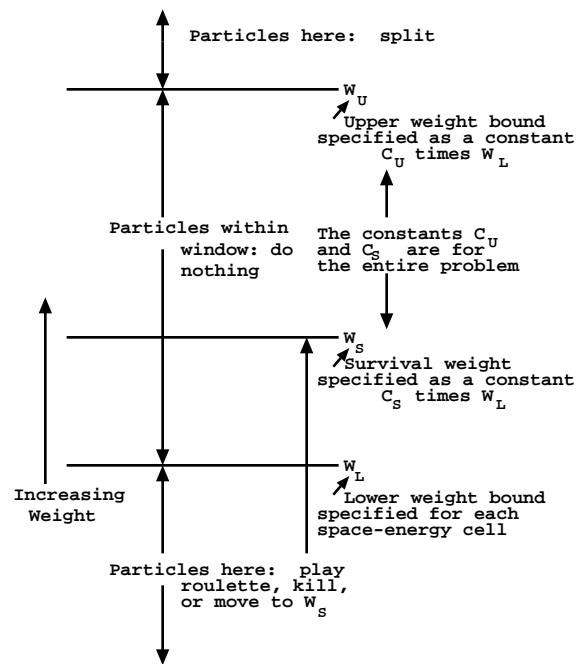 Particles here: split
W_U
Upper weight bound
specified as a constant
C_U times W_L
Particles within
window: do
nothing
The constants C_U
and C_S are for
the entire problem
W_S
Survival weight
specified as a constant
C_S times W_L
W_L
Increasing
Weight
Lower weight bound
specified for each
space-energy cell
Particles here: play
roulette, kill,
or move to W_S